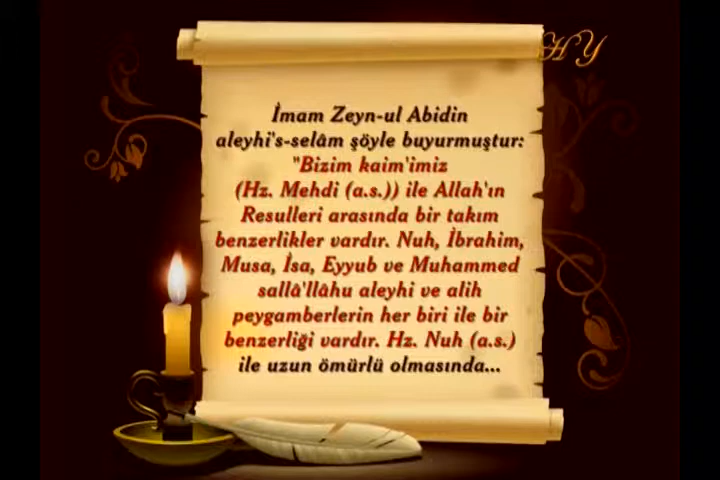 HY
İmam Zeyn-ul Abidin
aleyhi's-selâm şöyle buyurmuştur:
"Bizim kaim'imiz
(Hz. Mehdi (a.s.)) ile Allah'ın
Resulleri arasında bir takım
benzerlikler vardır. Nuh, İbrahim,
Musa, İsa, Eyyub ve Muhammed
sallâ'llâhu aleyhi ve alih
peygamberlerin her biri ile bir
benzerliği vardır. Hz. Nuh (a.s.)
ile uzun ömürlü olmasında...